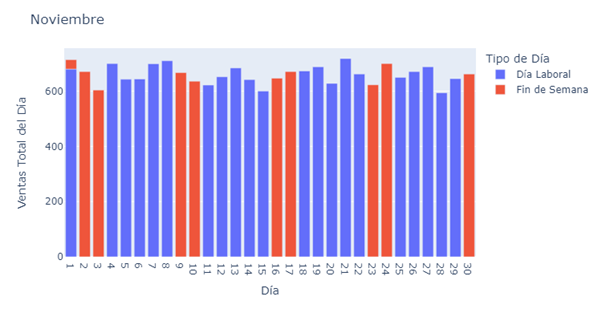 Noviembre
Tipo de Día
Día Laboral
Fin de Semana
Ventas Total del Día
600
400
200
0
1 2 3 4 5 6 7 8 9 10 11 12 13 14 15 16 17 18 19 20 21 22 23 24 25 26 27 28 29 30
Día